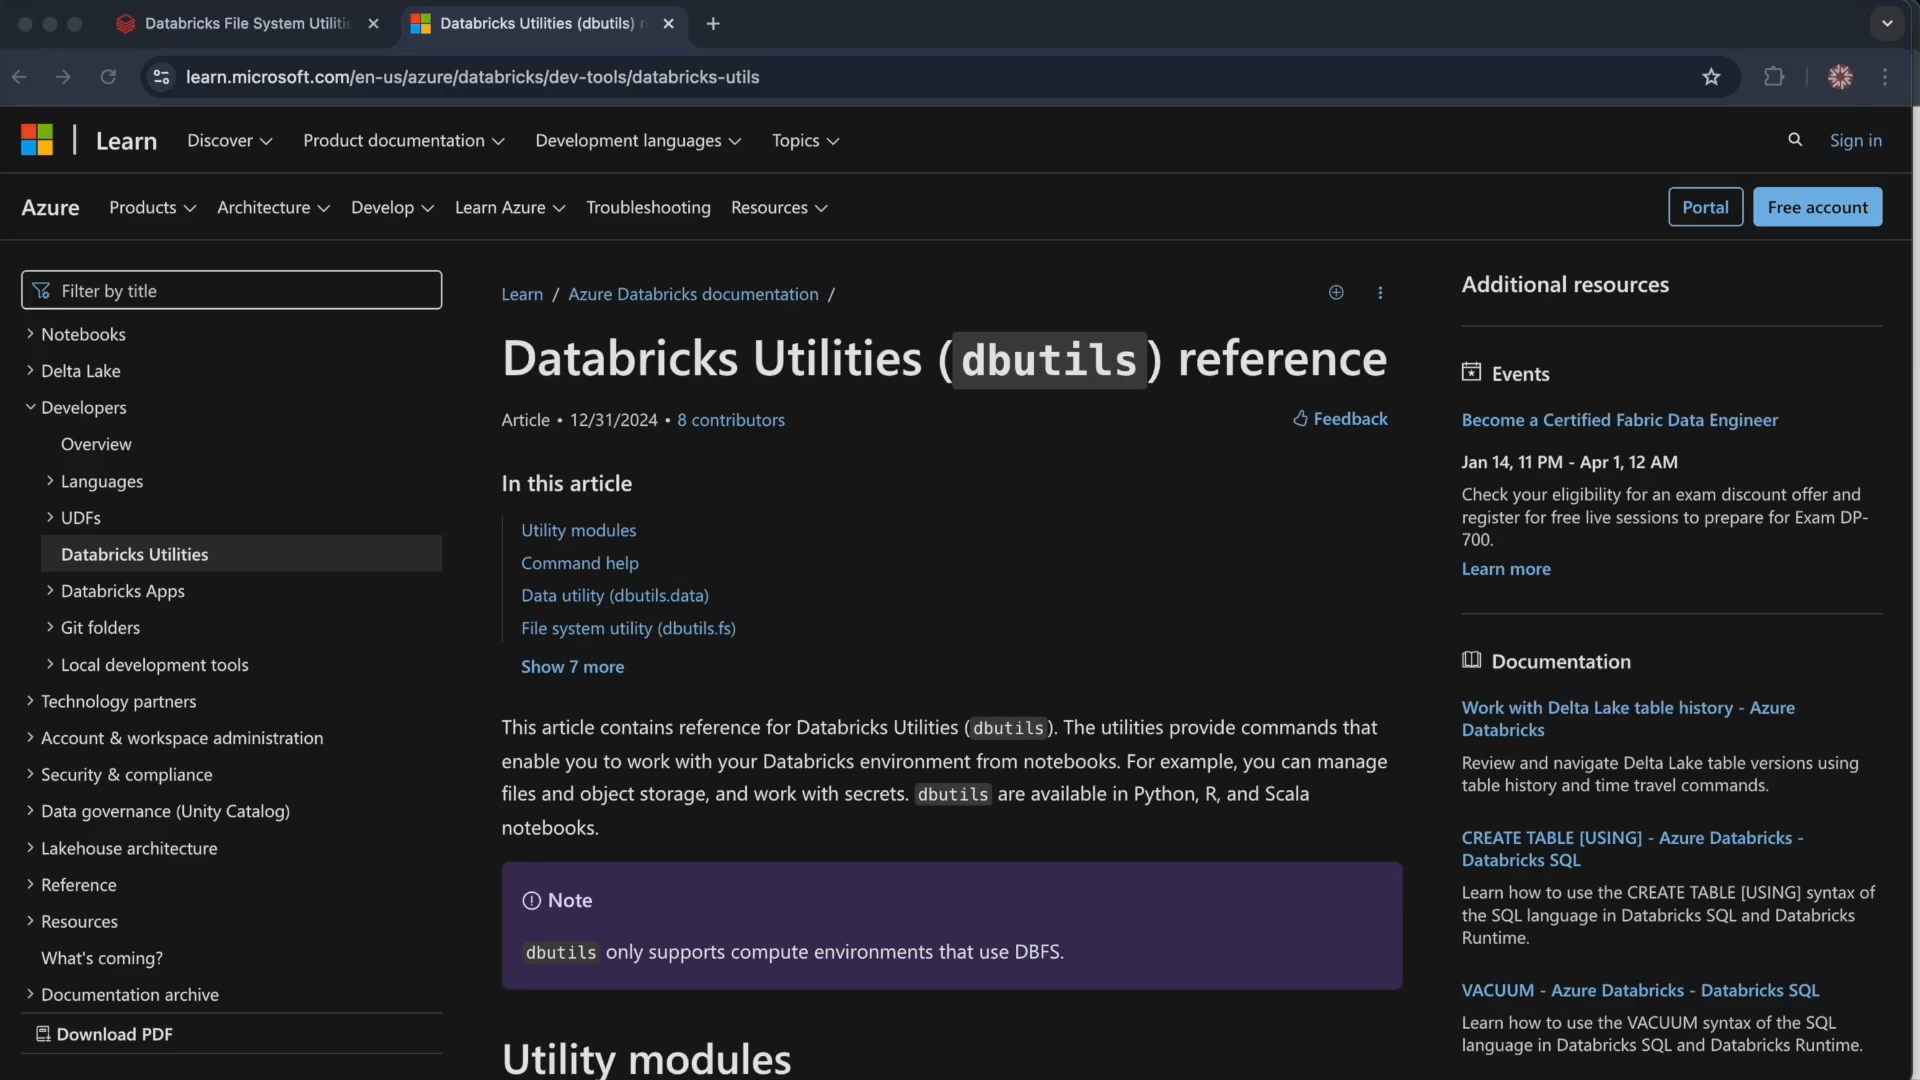 Databricks File System Utilitie
Databricks Utilities (dbutils) r
learn.microsoft.com/en-us/azure/databricks/dev-tools/databricks-utils
Learn
Discover
Product documentation
Development languages
Topics
Sign in
Azure
Products
Architecture
Develop
Learn Azure
Troubleshooting
Resources
Portal
Free account
Filter by title
Notebooks
Delta Lake
Developers
Overview
Languages
UDFs
Databricks Utilities
Databricks Apps
Git folders
Local development tools
Technology partners
Account & workspace administration
Security & compliance
Data governance (Unity Catalog)
Lakehouse architecture
Reference
Resources
What's coming?
Documentation archive
Download PDF
Learn / Azure Databricks documentation /
Databricks Utilities (dbutils) reference
Article • 12/31/2024 • 8 contributors
Feedback
In this article
Utility modules
Command help
Data utility (dbutils.data)
File system utility (dbutils.fs)
Show 7 more
This article contains reference for Databricks Utilities (dbutils). The utilities provide commands that
enable you to work with your Databricks environment from notebooks. For example, you can manage
files and object storage, and work with secrets. dbutils are available in Python, R, and Scala
notebooks.
Note
dbutils only supports compute environments that use DBFS.
Utility modules
Additional resources
Events
Become a Certified Fabric Data Engineer
Jan 14, 11 PM - Apr 1, 12 AM
Check your eligibility for an exam discount offer and
register for free live sessions to prepare for Exam DP-
700.
Learn more
Documentation
Work with Delta Lake table history - Azure
Databricks
Review and navigate Delta Lake table versions using
table history and time travel commands.
CREATE TABLE [USING] - Azure Databricks -
Databricks SQL
Learn how to use the CREATE TABLE [USING] syntax of
the SQL language in Databricks SQL and Databricks
Runtime.
VACUUM - Azure Databricks - Databricks SQL
Learn how to use the VACUUM syntax of the SQL
language in Databricks SQL and Databricks Runtime.